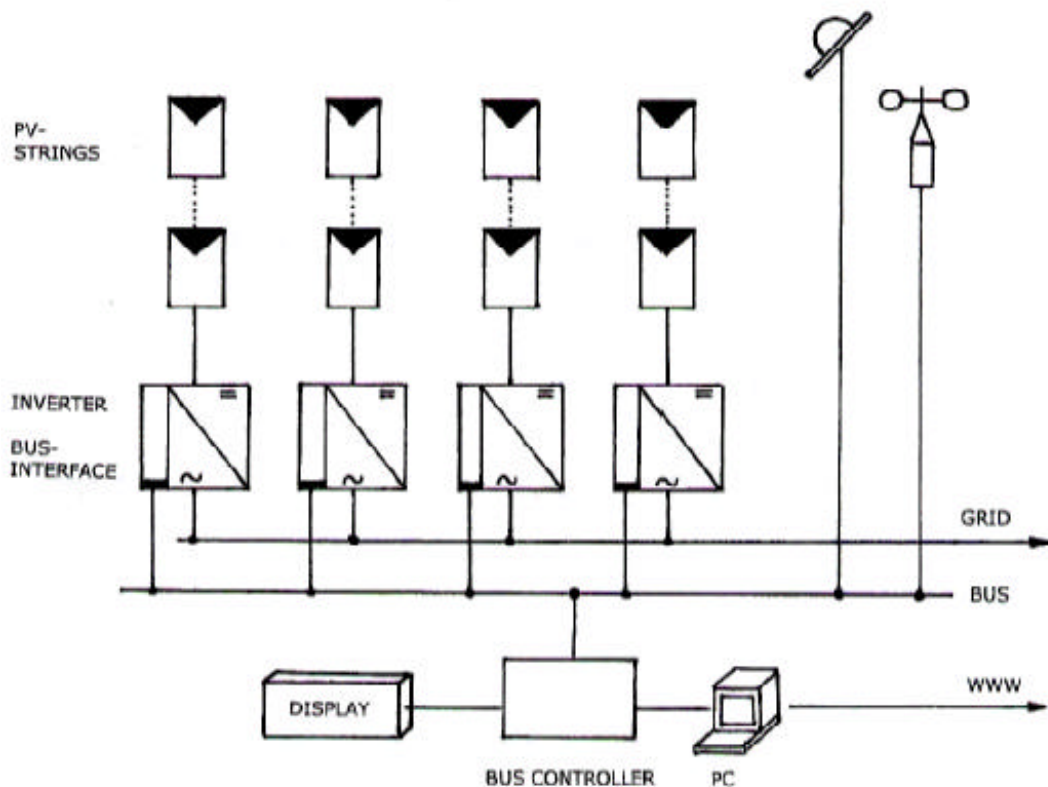 PV-
STRINGS
INVERTER
BUS-
INTERFACE
GRID
BUS
WWW
DISPLAY
BUS CONTROLLER
PC